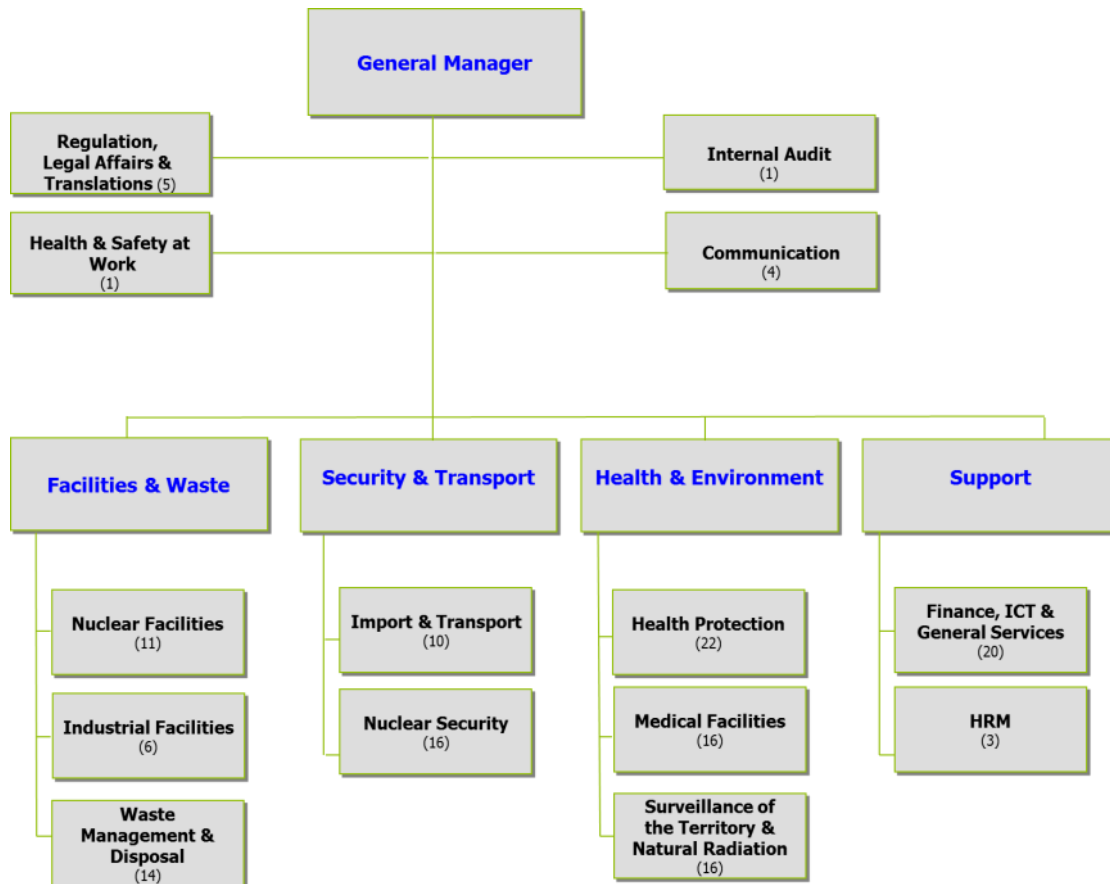 General Manager
Regulation,
Legal Affairs &
Translations (5)
Internal Audit
(1)
Health & Safety at
Work
(1)
Communication
(4)
Facilities & Waste
Security & Transport
Health & Environment
Support
Nuclear Facilities
(11)
Industrial Facilities
(6)
Waste
Management &
Disposal
(14)
Import & Transport
(10)
Nuclear Security
(16)
Health Protection
(22)
Medical Facilities
(16)
Surveillance of
the Territory &
Natural Radiation
(16)
Finance, ICT &
General Services
(20)
HRM
(3)